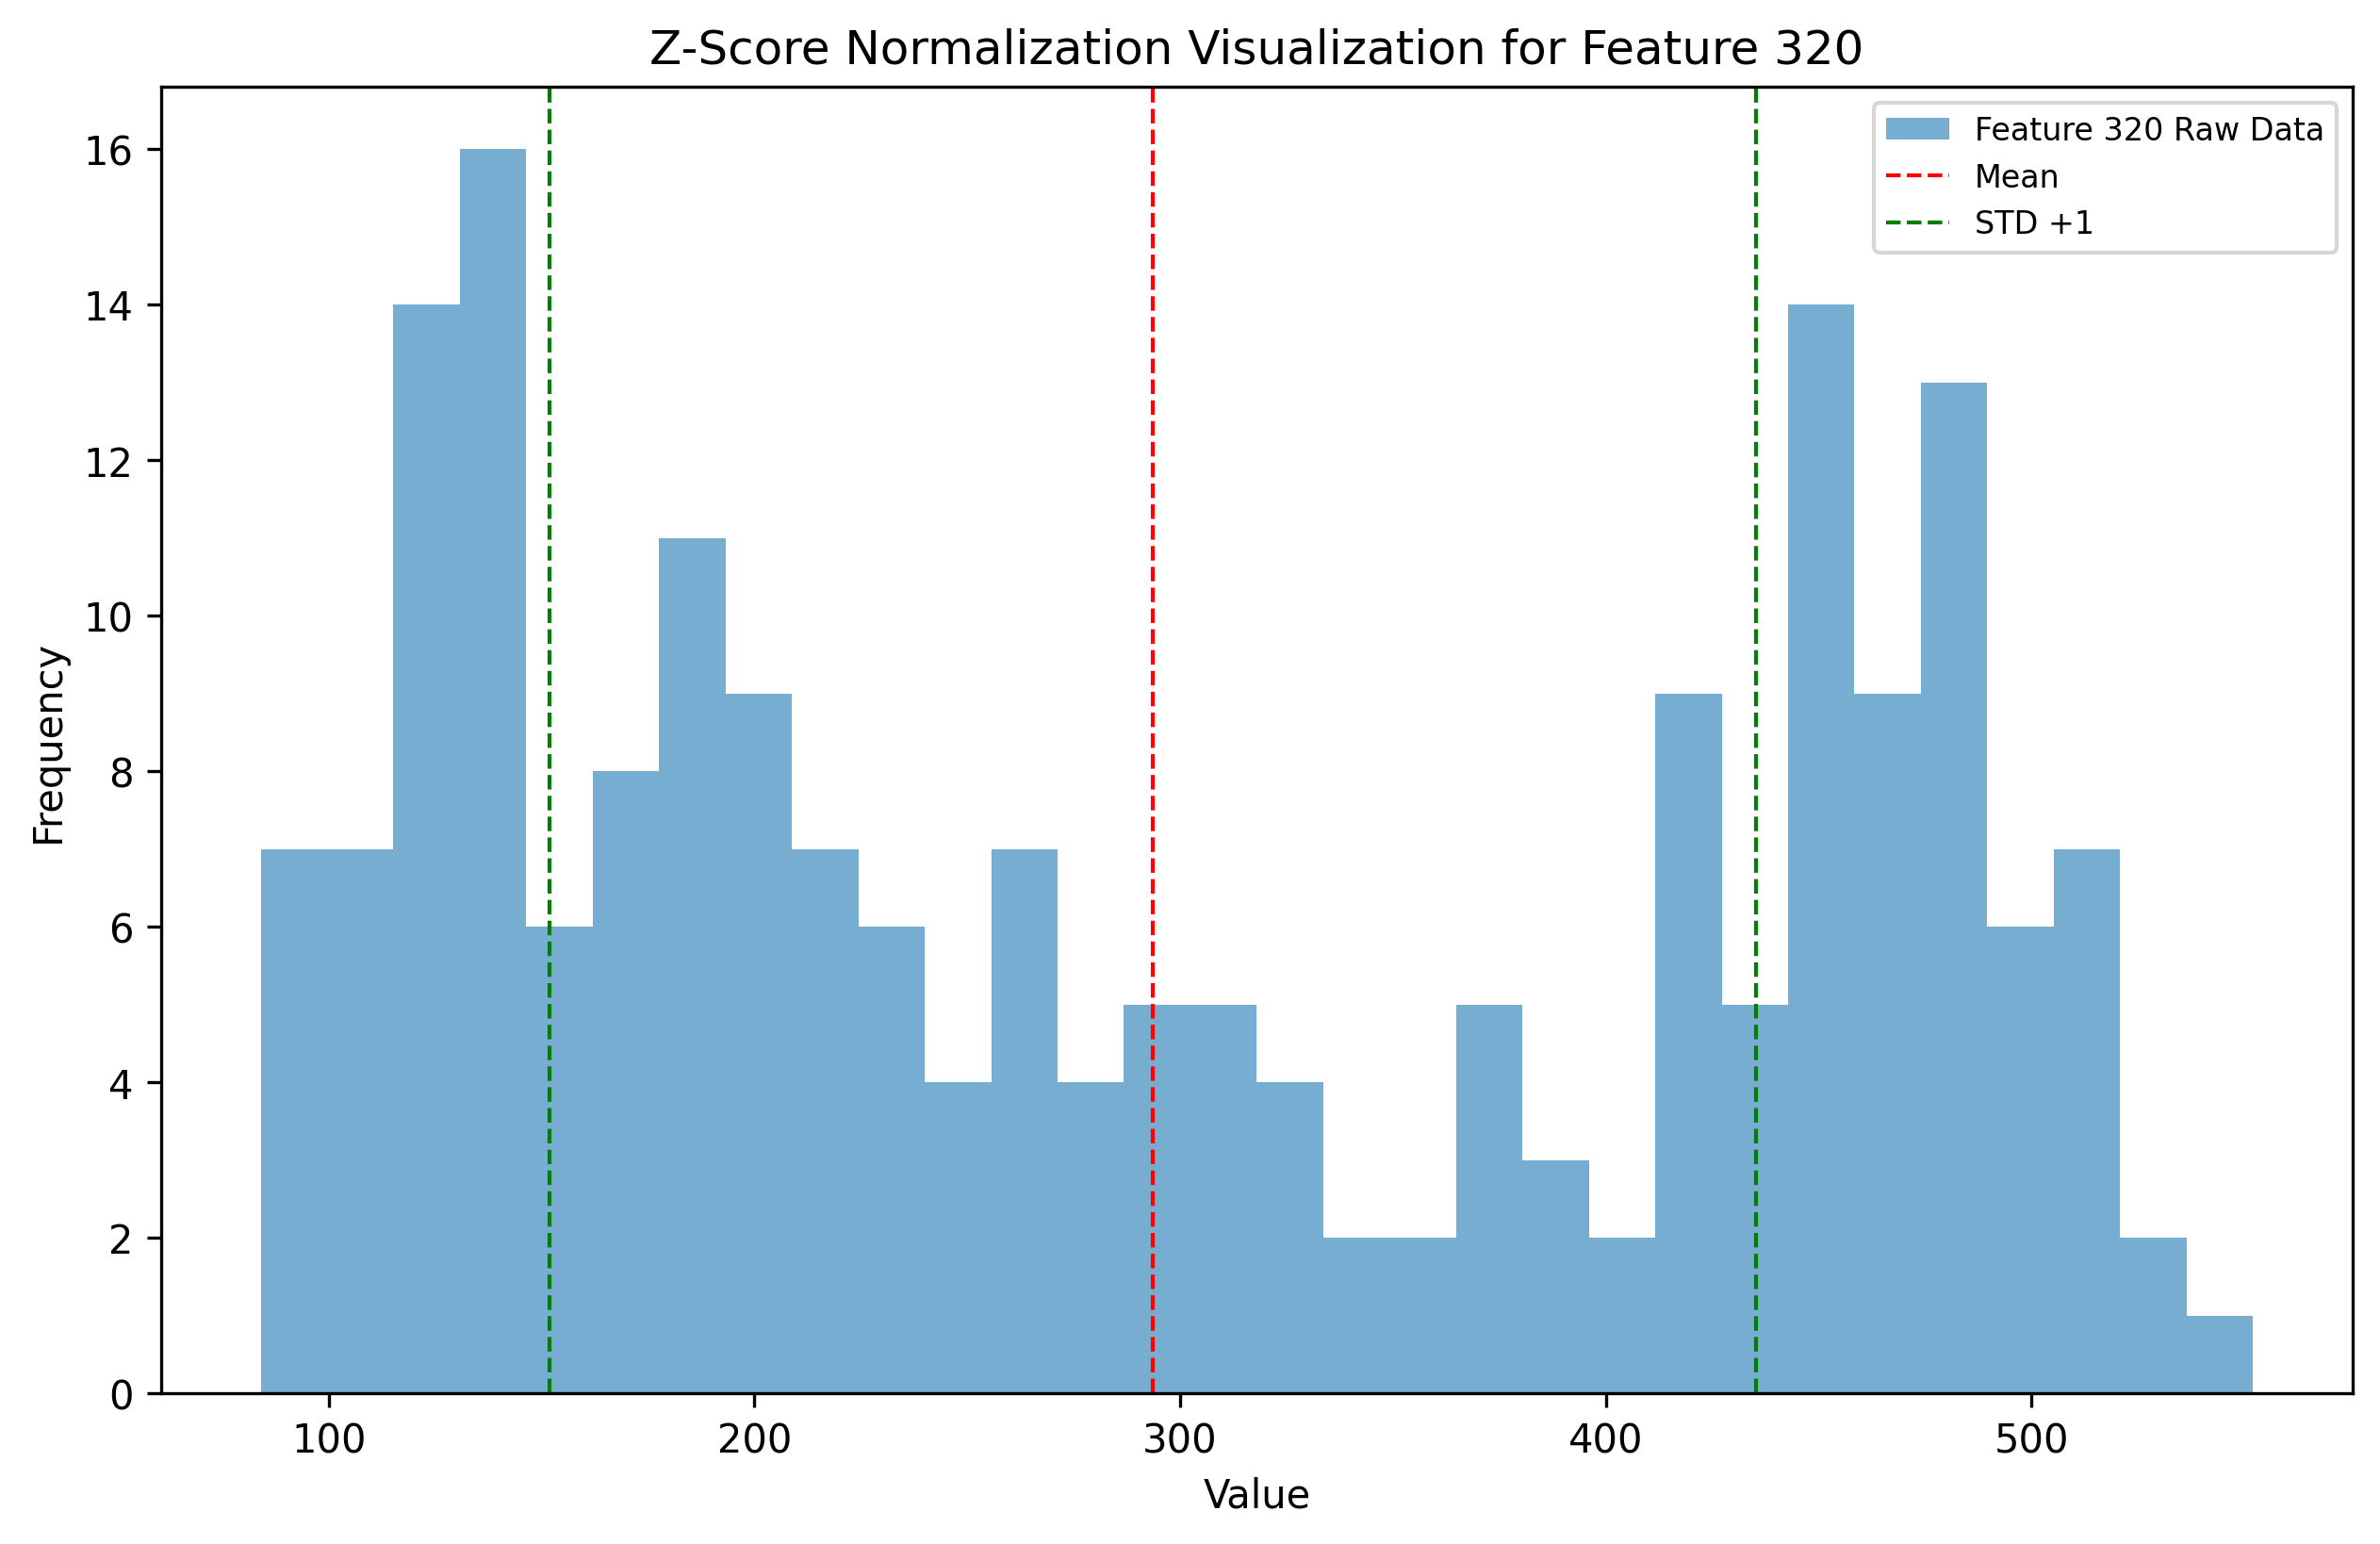 Z-Score Normalization Visualization for Feature 320
Feature 320 Raw Data
Mean
STD +1
16
14
12
10
8
6
4
2
0
Frequency
100 200 300 400 500
Value